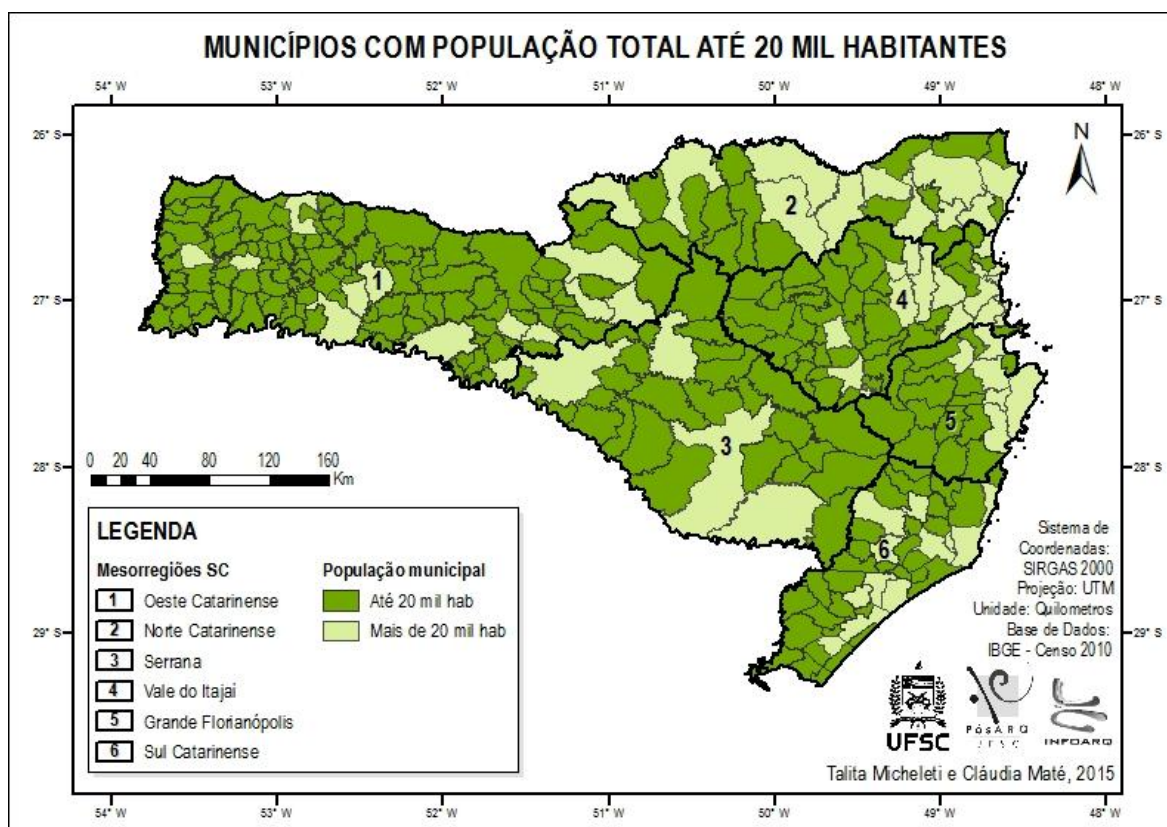 MUNICÍPIOS COM POPULAÇÃO TOTAL ATÉ 20 MIL HABITANTES
54° W
53° W
52° W
51° W
50° W
49° W
48° W
26° S
26° S
N
2
1
27° S
4
27° S
5
3
28° S
28° S
0 20 40 80 120 160
Km
6
LEGENDA
Mesorregiões SC
População municipal
1 Oeste Catarinense
Até 20 mil hab
2 Norte Catarinense
Mais de 20 mil hab
3 Serrana
4 Vale do Itajaí
5 Grande Florianópolis
6 Sul Catarinense
Sistema de
Coordenadas:
SIRGAS 2000
Projeção: UTM
Unidade: Quilometros
Base de Dados:
IBGE - Censo 2010
29° S
29° S
UFSC
PósARQ
UFSC
INFOARQ
Talita Micheleti e Cláudia Maté, 2015
54° W
53° W
52° W
51° W
50° W
49° W
48° W